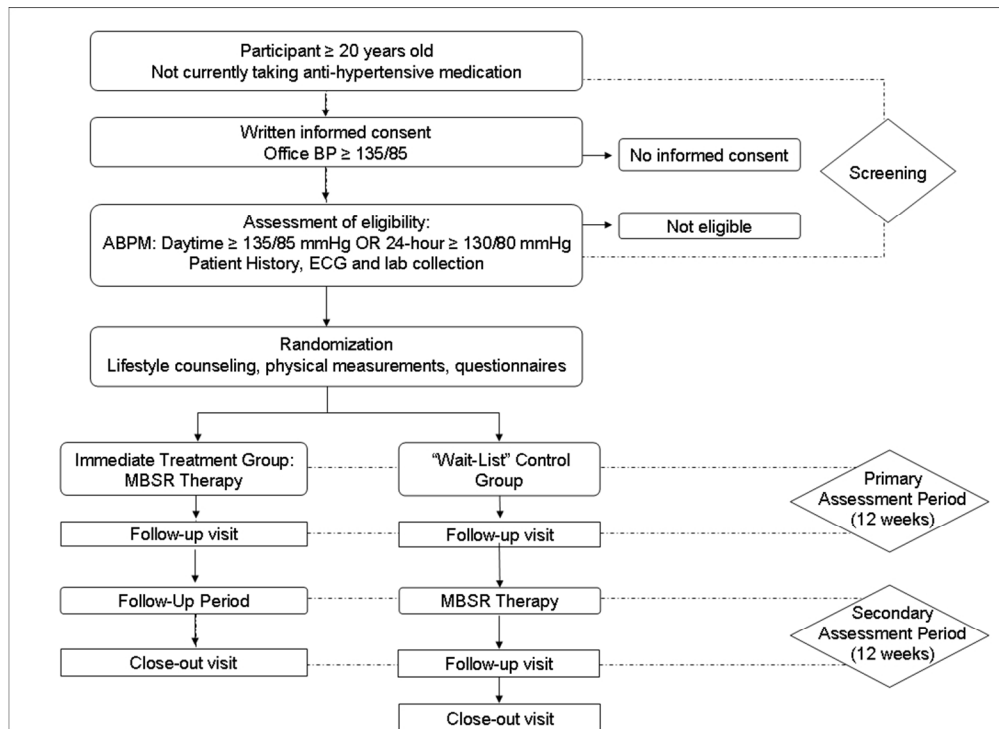 Participant ≥ 20 years old
Not currently taking anti-hypertensive medication
Written informed consent
Office BP ≥ 135/85
No informed consent
Screening
Assessment of eligibility:
ABPM: Daytime ≥ 135/85 mmHg OR 24-hour ≥ 130/80 mmHg
Patient History, ECG and lab collection
Not eligible
Randomization
Lifestyle counseling, physical measurements, questionnaires
Immediate Treatment Group:
MBSR Therapy
“Wait-List” Control
Group
Primary
Assessment Period
(12 weeks)
Follow-up visit
Follow-up visit
Follow-Up Period
MBSR Therapy
Secondary
Assessment Period
(12 weeks)
Close-out visit
Follow-up visit
Close-out visit